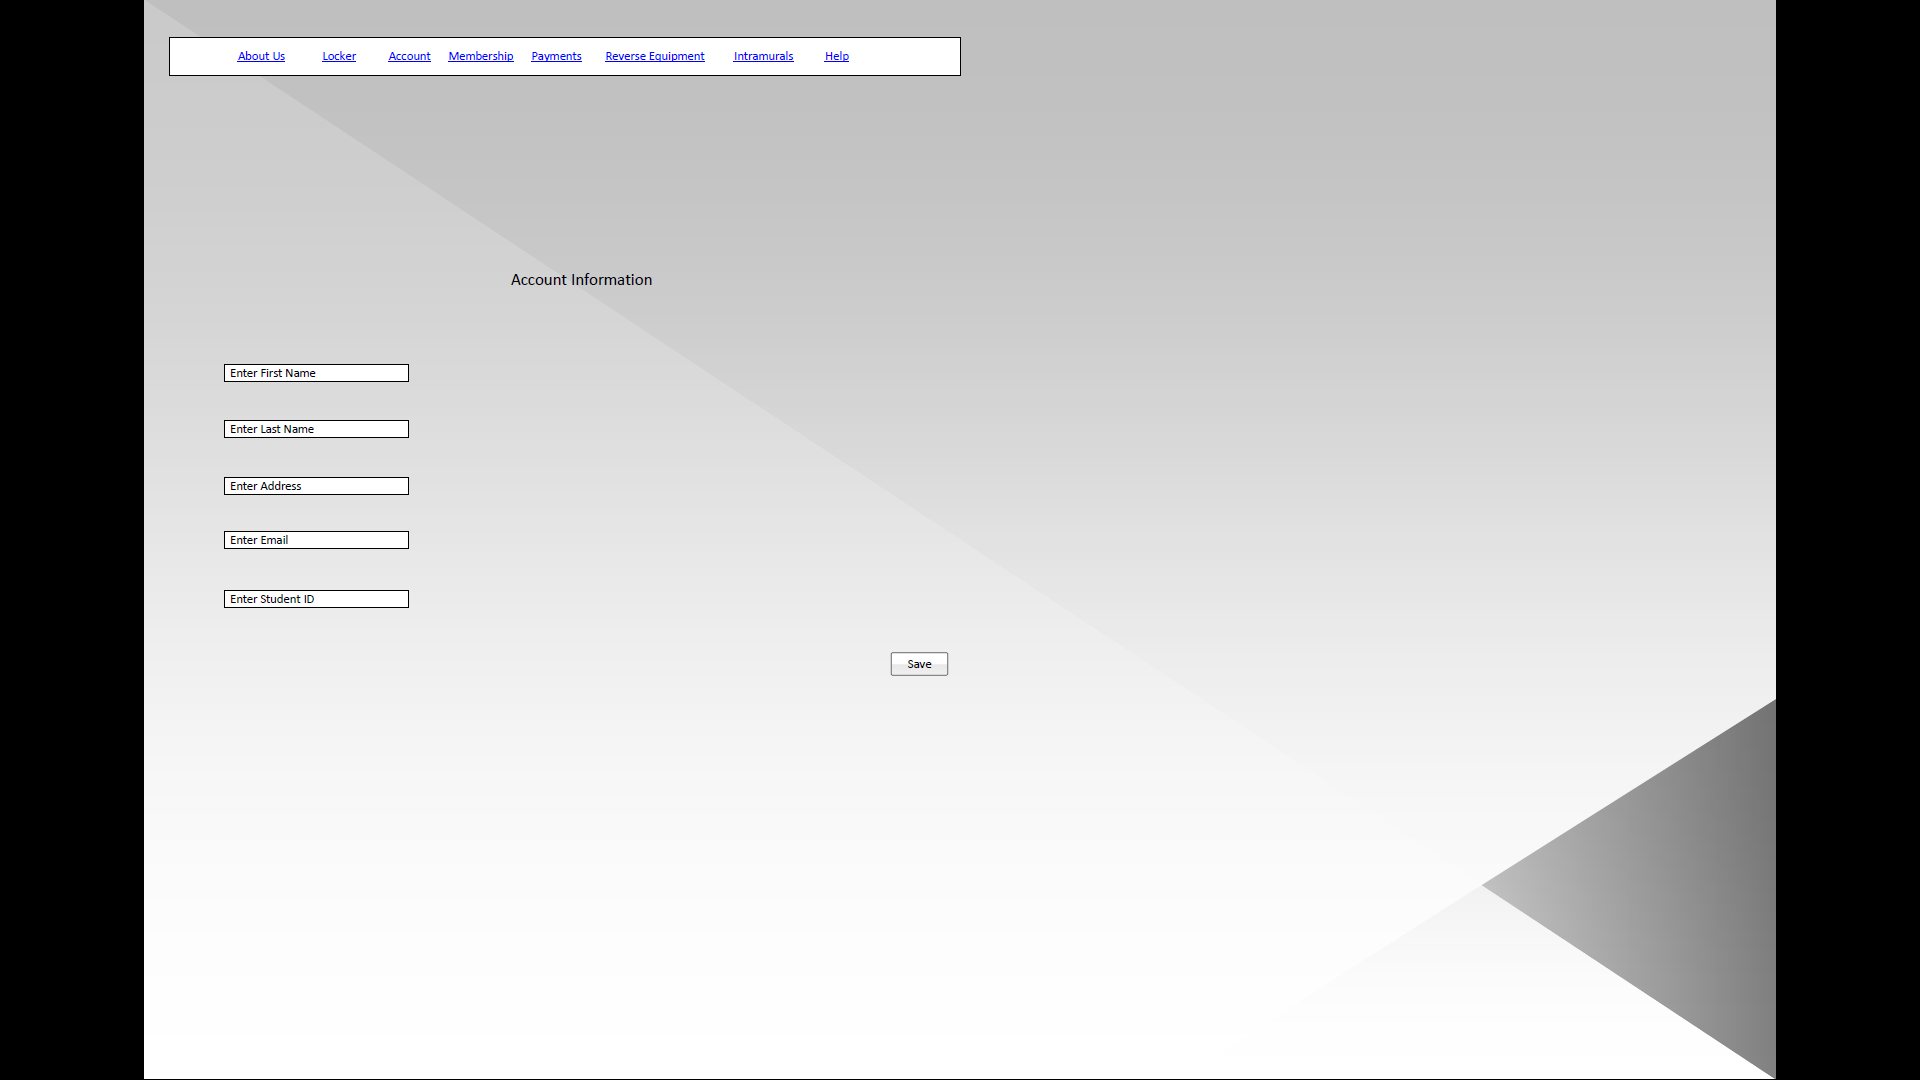 About Us Locker Account Membership Payments Reverse Equipment Intramurals Help
Account Information
Enter First Name
Enter Last Name
Enter Address
Enter Email
Enter Student ID
Save